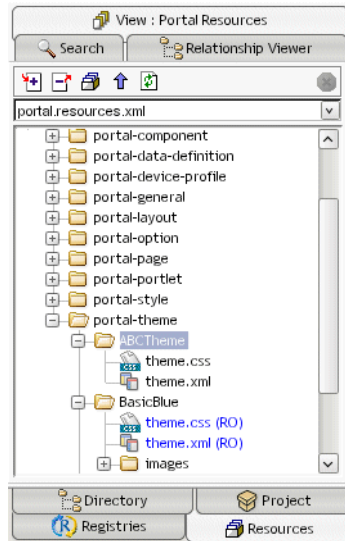 View : Portal Resources
Search
Relationship Viewer
portal.resources.xml
portal-component
portal-data-definition
portal-device-profile
portal-general
portal-layout
portal-option
portal-page
portal-portlet
portal-style
portal-theme
ABCTheme
css
theme.css
theme.xml
BasicBlue
css
theme.css (RO)
theme.xml (RO)
images
Directory
Project
R Registries
Resources